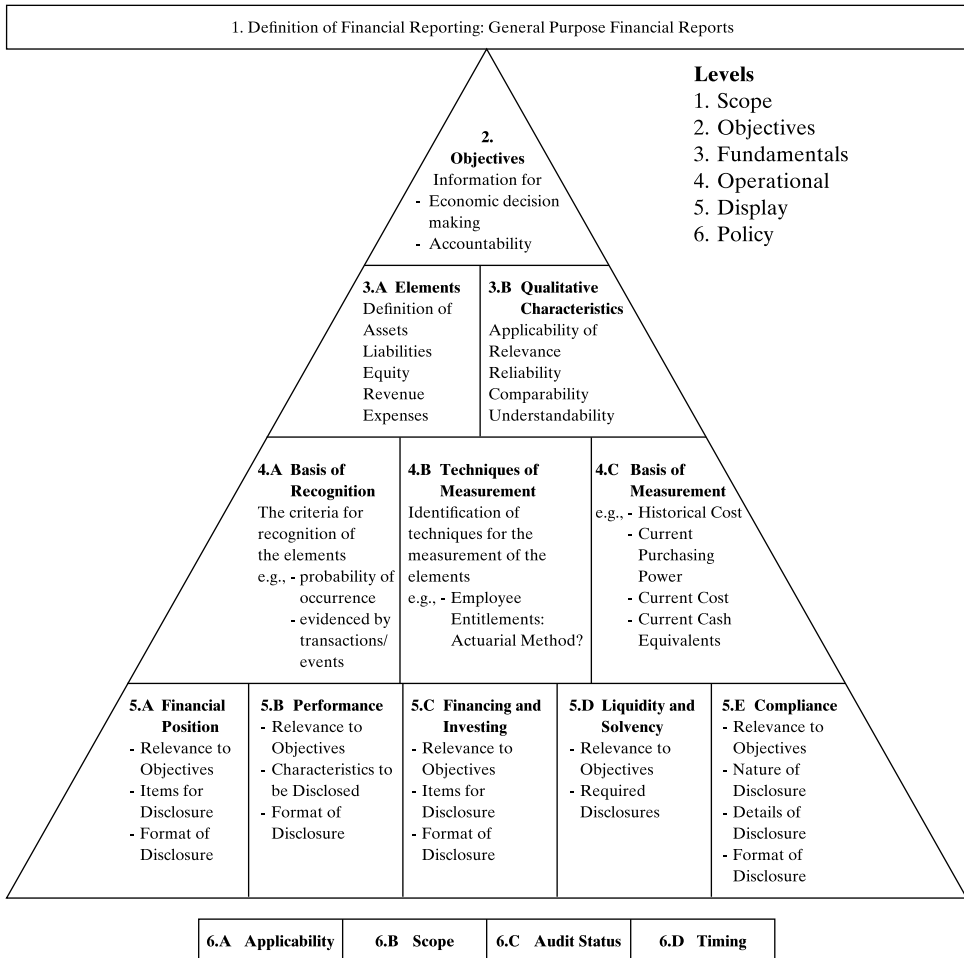 1. Definition of Financial Reporting: General Purpose Financial Reports
Levels
1. Scope
2. Objectives
3. Fundamentals
4. Operational
5. Display
6. Policy
2.
Objectives
Information for
- Economic decision
making
- Accountability
3.A Elements
Definition of
Assets
Liabilities
Equity
Revenue
Expenses
3.B Qualitative
Characteristics
Applicability of
Relevance
Reliability
Comparability
Understandability
4.A Basis of
Recognition
The criteria for
recognition of
the elements
e.g., - probability of
occurrence
- evidenced by
transactions/
events
4.B Techniques of
Measurement
Identification of
techniques for the
measurement of the
elements
e.g., - Employee
Entitlements:
Actuarial Method?
4.C Basis of
Measurement
e.g., - Historical Cost
- Current
Purchasing
Power
- Current Cost
- Current Cash
Equivalents
5.A Financial
Position
- Relevance to
Objectives
- Items for
Disclosure
- Format of
Disclosure
5.B Performance
- Relevance to
Objectives
- Characteristics to
be Disclosed
- Format of
Disclosure
5.C Financing and
Investing
- Relevance to
Objectives
- Items for
Disclosure
- Format of
Disclosure
5.D Liquidity and
Solvency
- Relevance to
Objectives
- Required
Disclosures
5.E Compliance
- Relevance to
Objectives
- Nature of
Disclosure
- Details of
Disclosure
- Format of
Disclosure
6.A Applicability
6.B Scope
6.C Audit Status
6.D Timing